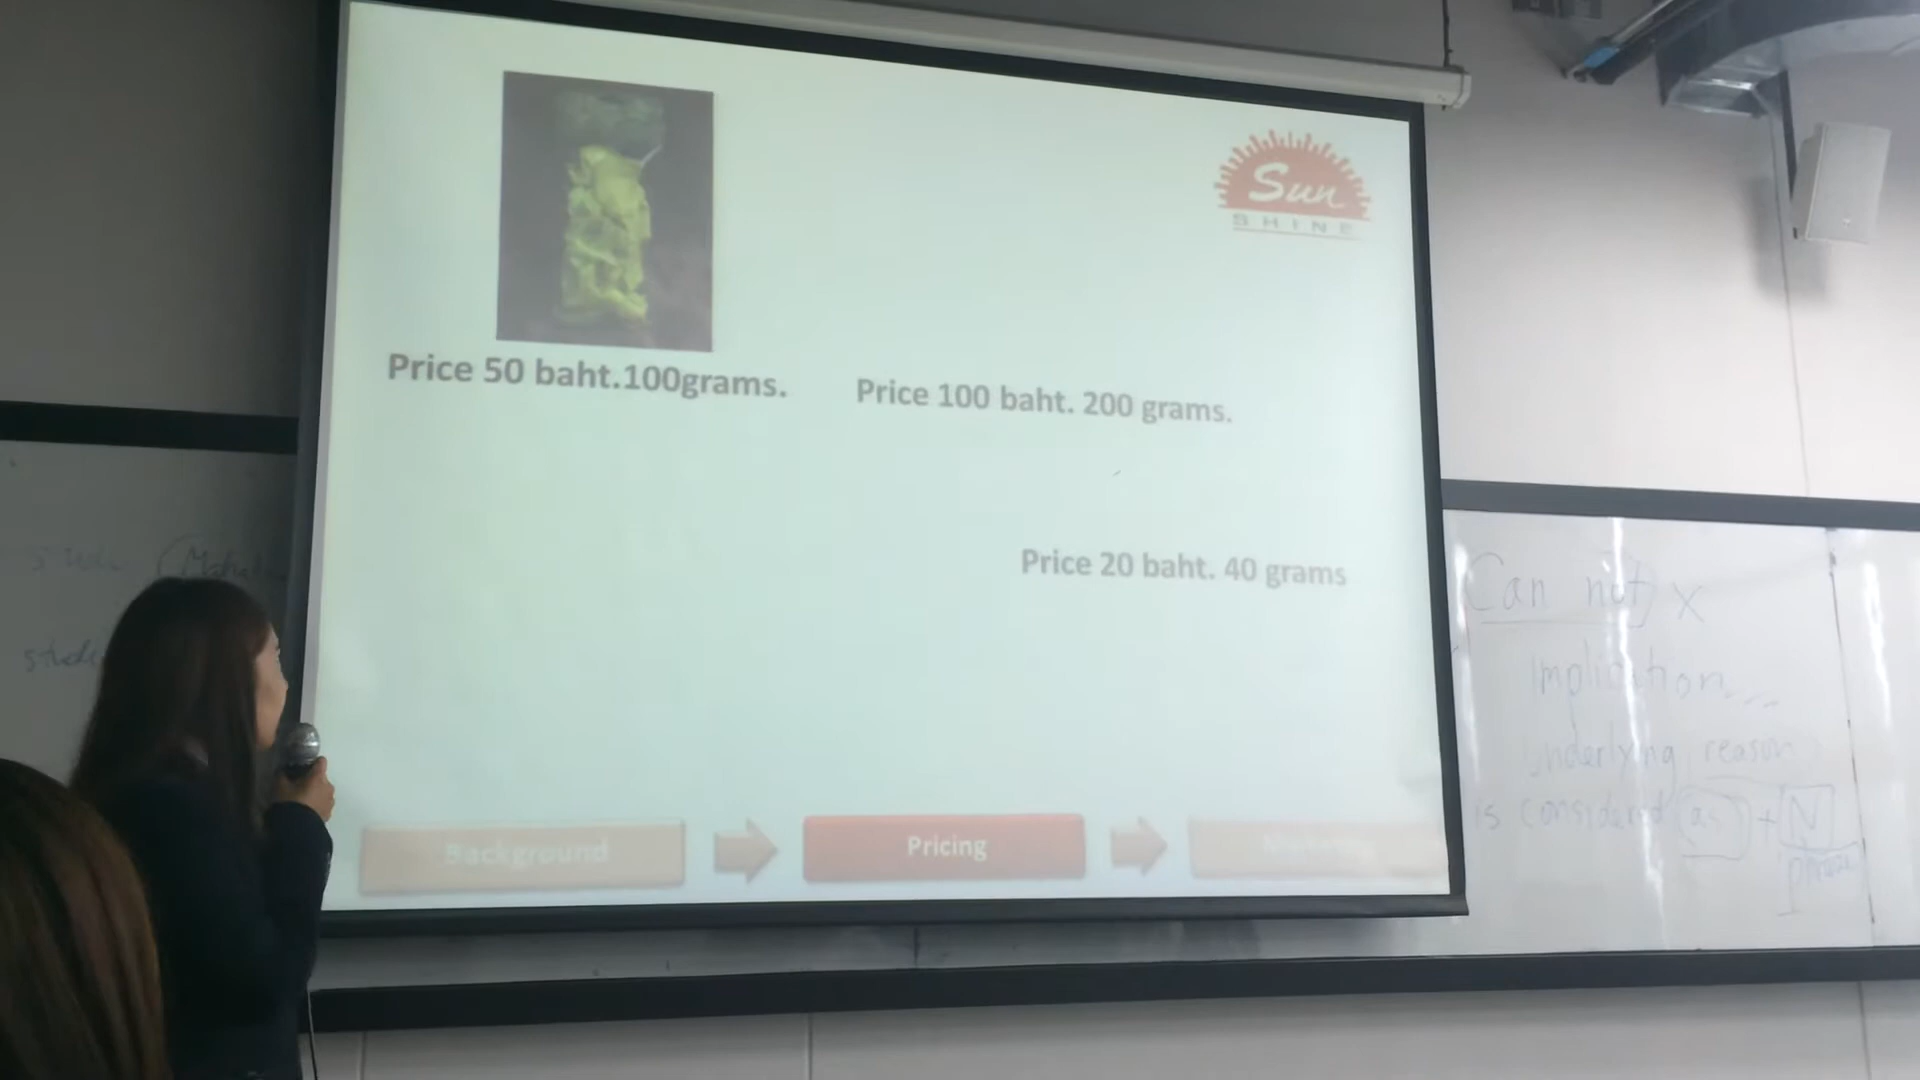 Sun
SHINE
Price 50 baht.100grams.
Price 100 baht. 200 grams.
Price 20 baht. 40 grams
Background
Pricing
Can not X
Implication
Underlying reason
is considered as + N